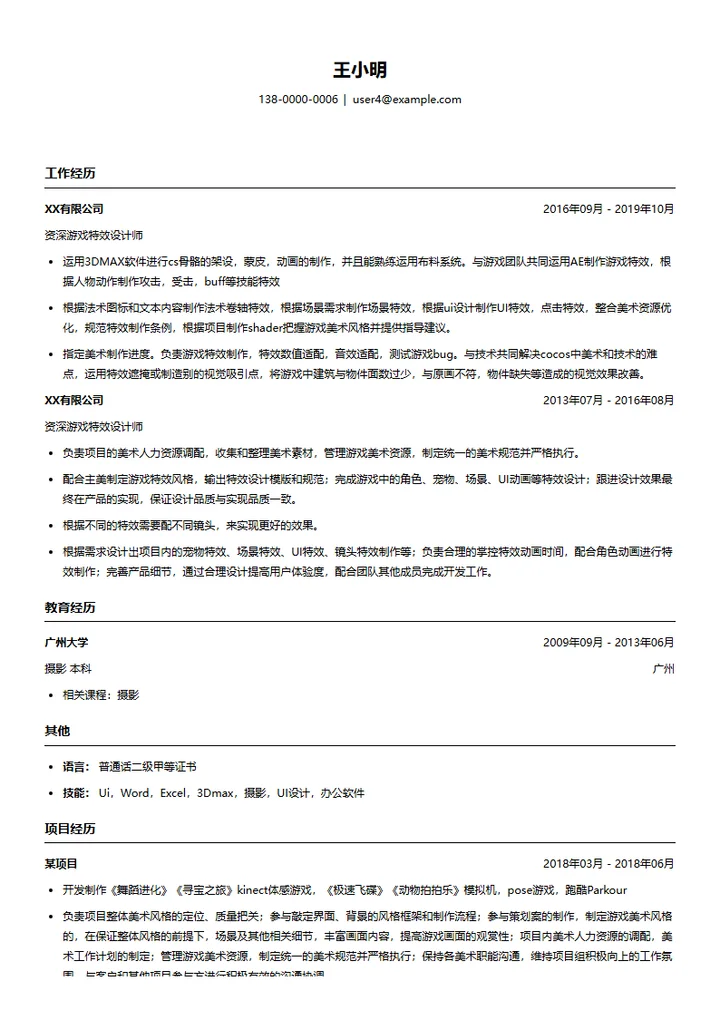 王小明
138-0000-0006 | user4@example.com
工作经历
XX有限公司 2016年09月 - 2019年10月
资深游戏特效设计师
• 运用3DMAX软件进行cs骨骼的架设，蒙皮，动画的制作，并且能熟练运用布料系统。与游戏团队共同运用AE制作游戏特效，根
据人物动作制作攻击，受击，buff等技能特效
• 根据法术图标和文本内容制作法术卷轴特效，根据场景需求制作场景特效，根据ui设计制作UI特效，点击特效，整合美术资源优
化，规范特效制作条例，根据项目制作shader把握游戏美术风格并提供指导建议。
• 指定美术制作进度。负责游戏特效制作，特效数值适配，音效适配，测试游戏bug。与技术共同解决cocos中美术和技术的难
点，运用特效遮掩或制造别的视觉吸引点，将游戏中建筑与物件面数过少，与原画不符，物件缺失等造成的视觉效果改善。
XX有限公司 2013年07月 - 2016年08月
资深游戏特效设计师
• 负责项目的美术人力资源调配，收集和整理美术素材，管理游戏美术资源，制定统一的美术规范并严格执行。
• 配合主美制定游戏特效风格，输出特效设计模版和规范；完成游戏中的角色、宠物、场景、UI动画等特效设计；跟进设计效果最
终在产品的实现，保证设计品质与实现品质一致。
• 根据不同的特效需要配不同镜头，来实现更好的效果。
• 根据需求设计出项目内的宠物特效、场景特效、UI特效、镜头特效制作等；负责合理的掌控特效动画时间，配合角色动画进行特
效制作；完善产品细节，通过合理设计提高用户体验度，配合团队其他成员完成开发工作。
教育经历
广州大学 2009年09月 - 2013年06月
摄影 本科 广州
• 相关课程：摄影
其他
• 语言： 普通话二级甲等证书
• 技能： Ui，Word，Excel，3Dmax，摄影，UI设计，办公软件
项目经历
某项目 2018年03月 - 2018年06月
• 开发制作《舞蹈进化》《寻宝之旅》kinect体感游戏，《极速飞碟》《动物拍拍乐》模拟机，pose游戏，跑酷Parkour
• 负责项目整体美术风格的定位、质量把关；参与敲定界面、背景的风格框架和制作流程；参与策划案的制作，制定游戏美术风格
的，在保证整体风格的前提下，场景及其他相关细节，丰富画面内容，提高游戏画面的观赏性；项目内美术人力资源的调配，美
术工作计划的制定；管理游戏美术资源，制定统一的美术规范并严格执行；保持各美术职能沟通，维持项目组积极向上的工作氛
围，与客户和其他项目参与方进行积极有效的沟通协调